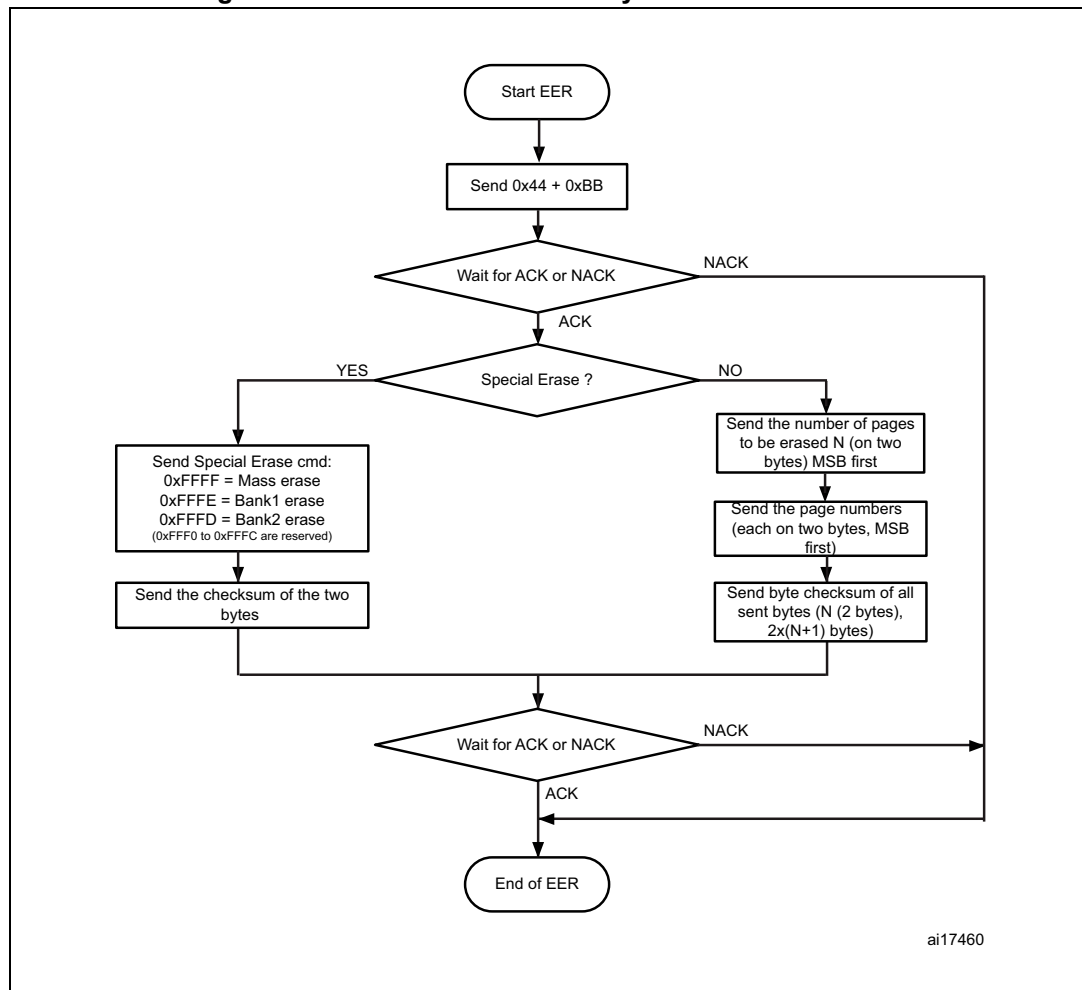 Start EER
Send 0x44 + 0xBB
Wait for ACK or NACK
NACK
ACK
YES
Special Erase ?
NO
Send Special Erase cmd:
0xFFFF = Mass erase
0xFFFE = Bank1 erase
0xFFFD = Bank2 erase
(0xFFF0 to 0xFFFC are reserved)
Send the checksum of the two
bytes
Send the number of pages
to be erased N (on two
bytes) MSB first
Send the page numbers
(each on two bytes, MSB
first)
Send byte checksum of all
sent bytes (N (2 bytes),
2x(N+1) bytes)
Wait for ACK or NACK
NACK
ACK
End of EER
ai17460